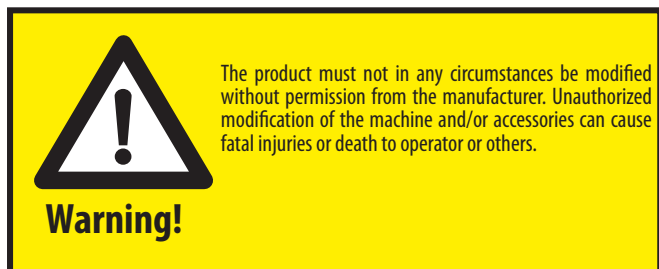 The product must not in any circumstances be modified
without permission from the manufacturer. Unauthorized
modification of the machine and/or accessories can cause
fatal injuries or death to operator or others.
Warning!